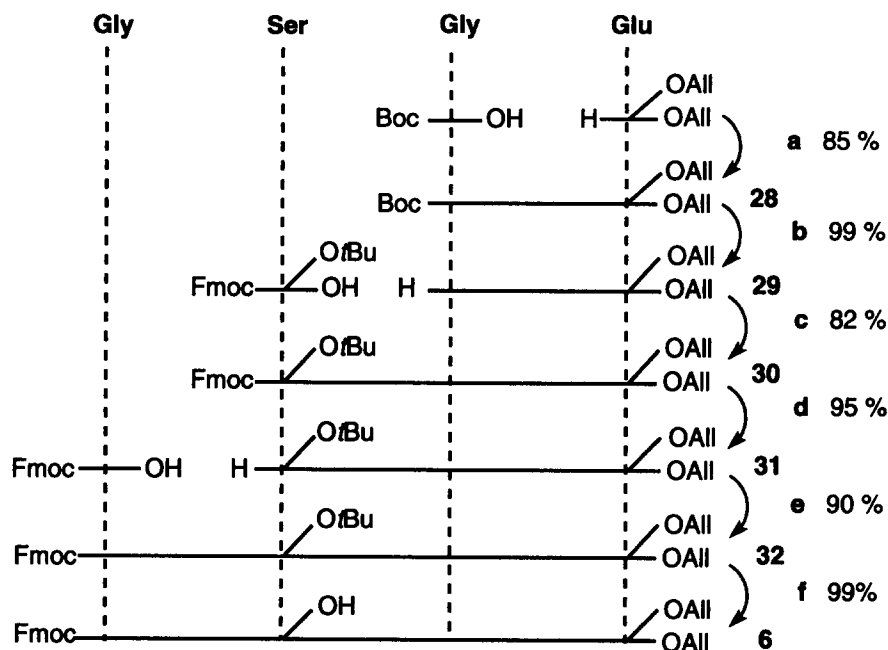 Gly Ser Gly Glu
OAll
Boc OH H OAll
a 85 %
OAll
Boc OAll 28
b 99 %
OtBu OAll
Fmoc OH H OAll 29
c 82 %
OtBu OAll
Fmoc OAll 30
d 95 %
OtBu OAll
Fmoc OH H OAll 31
e 90 %
OtBu OAll
Fmoc OAll 32
f 99%
OH OAll
Fmoc OAll 6